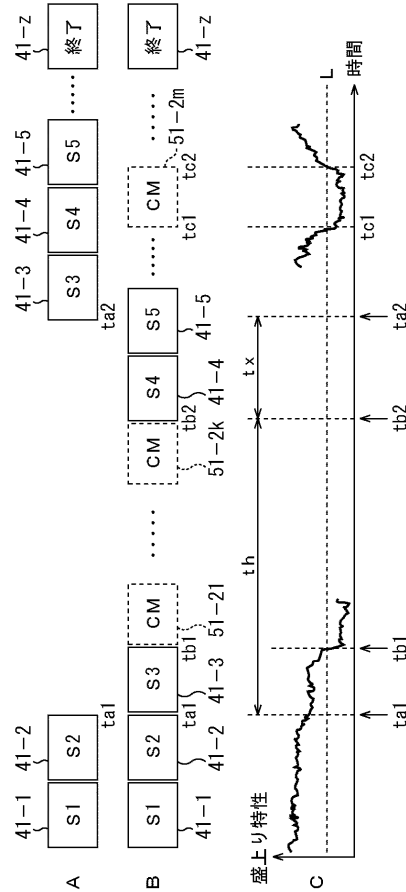 41-1 41-2 41-3 41-4 41-5 41-z
A S1 S2 S3 S4 S5 ・・・・・ 終了
ta1 ta2
B S1 S2 S3 CM ・・・・・ CM S4 S5 ・・・・・ CM ・・・・・ 終了
ta1 tb1 tb2 tc1 tc2
41-1 41-2 41-3 51-21 51-2k 41-4 41-5 51-2m 41-z
盛上り特性
th tx
C
L
時間
ta1 tb1 tb2 ta2 tc1 tc2